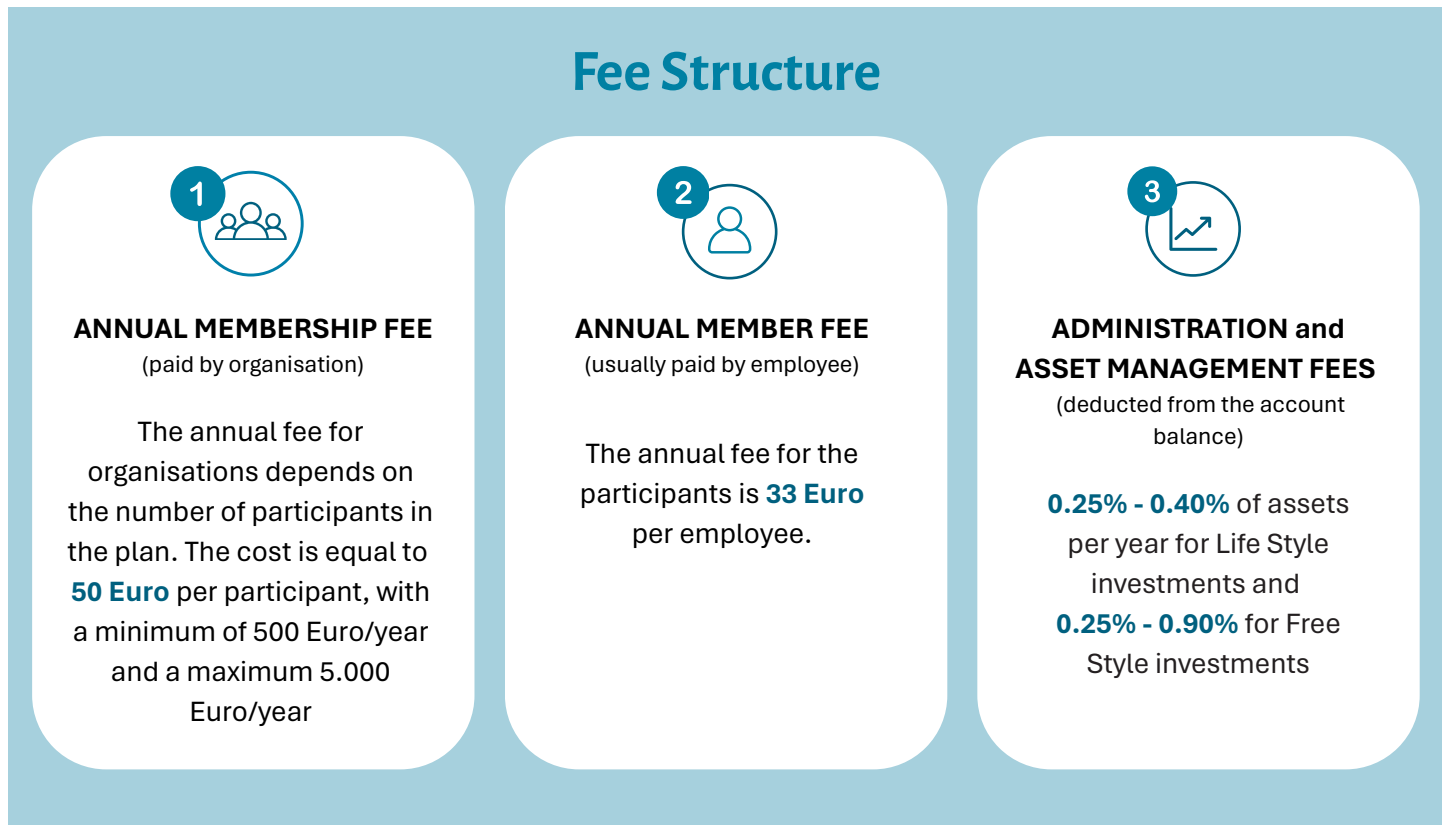 Fee Structure
1
ANNUAL MEMBERSHIP FEE
(paid by organisation)
The annual fee for
organisations depends on
the number of participants in
the plan. The cost is equal to
50 Euro per participant, with
a minimum of 500 Euro/year
and a maximum 5.000
Euro/year
2
ANNUAL MEMBER FEE
(usually paid by employee)
The annual fee for the
participants is 33 Euro
per employee.
3
ADMINISTRATION and
ASSET MANAGEMENT FEES
(deducted from the account
balance)
0.25% - 0.40% of assets
per year for Life Style
investments and
0.25% - 0.90% for Free
Style investments